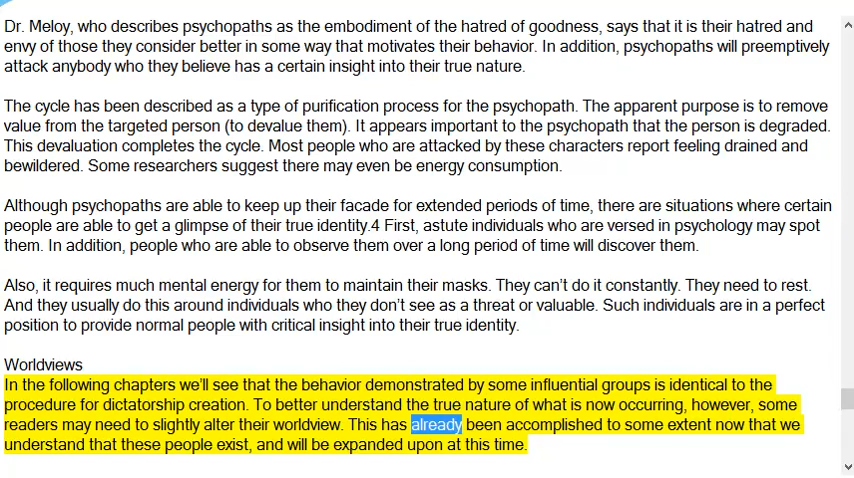 Dr. Meloy, who describes psychopaths as the embodiment of the hatred of goodness, says that it is their hatred and
envy of those they consider better in some way that motivates their behavior. In addition, psychopaths will preemptively
attack anybody who they believe has a certain insight into their true nature.
The cycle has been described as a type of purification process for the psychopath. The apparent purpose is to remove
value from the targeted person (to devalue them). It appears important to the psychopath that the person is degraded.
This devaluation completes the cycle. Most people who are attacked by these characters report feeling drained and
bewildered. Some researchers suggest there may even be energy consumption.
Although psychopaths are able to keep up their facade for extended periods of time, there are situations where certain
people are able to get a glimpse of their true identity.4 First, astute individuals who are versed in psychology may spot
them. In addition, people who are able to observe them over a long period of time will discover them.
Also, it requires much mental energy for them to maintain their masks. They can't do it constantly. They need to rest.
And they usually do this around individuals who they don't see as a threat or valuable. Such individuals are in a perfect
position to provide normal people with critical insight into their true identity.
Worldviews
In the following chapters we'll see that the behavior demonstrated by some influential groups is identical to the
procedure for dictatorship creation. To better understand the true nature of what is now occurring, however, some
readers may need to slightly alter their worldview. This has already been accomplished to some extent now that we
understand that these people exist, and will be expanded upon at this time.